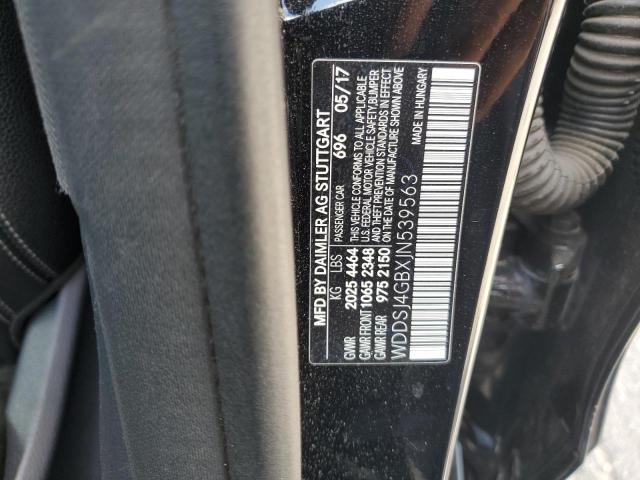 MFD BY DAIMLER AG STUTTGART
PASSENGER CAR 696 05/17
KG LBS
GVWR 2025 4464
GAWR FRONT 1065 2348
GAWR REAR 975 2150
THIS VEHICLE CONFORMS TO ALL APPLICABLE
U.S. FEDERAL MOTOR VEHICLE SAFETY, BUMPER
AND THEFT PREVENTION STANDARDS IN EFFECT
ON THE DATE OF MANUFACTURE SHOWN ABOVE
MADE IN HUNGARY
WDDSJ4GBXJN539563